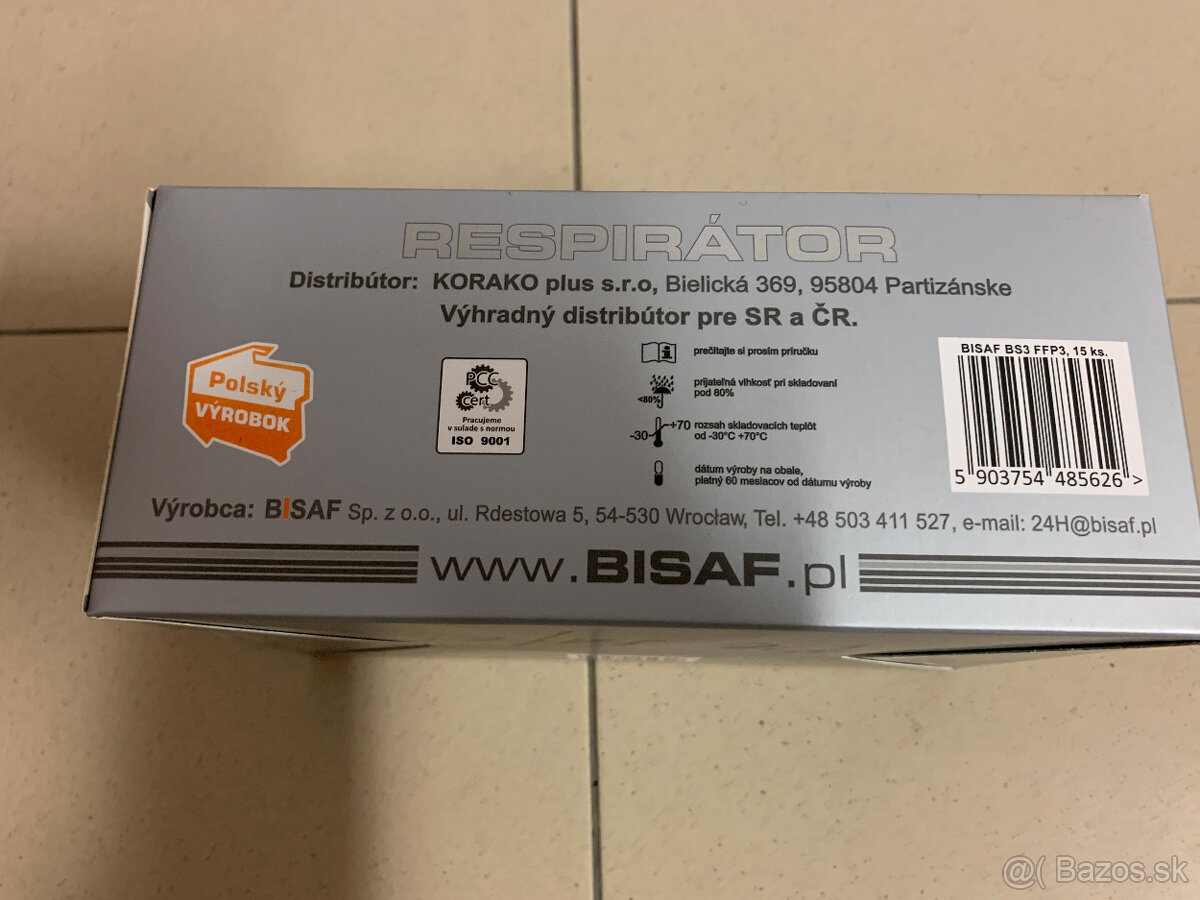 RESPIRÁTOR
Distribútor: KORAKO plus s.r.o, Bielická 369, 95804 Partizánske
Výhradný distribútor pre SR a ČR.
Polský
VÝROBOK
PCC
Cert
Pracujeme
v sulade s normou
ISO 9001
prečítajte si prosím príručku
<80%
prijateľná vlhkosť pri skladovaní
pod 80%
-30
+70
rozsah skladovacích teplôt
od -30°C +70°C
dátum výroby na obale,
platný 60 mesiacov od dátumu výroby
BISAF BS3 FFP3, 15 ks.
5 903754 485626 >
Výrobca: BISAF Sp. z o.o., ul. Rdestowa 5, 54-530 Wrocław, Tel. +48 503 411 527, e-mail: 24H@bisaf.pl
www.BISAF.pl
@( Bazos.sk